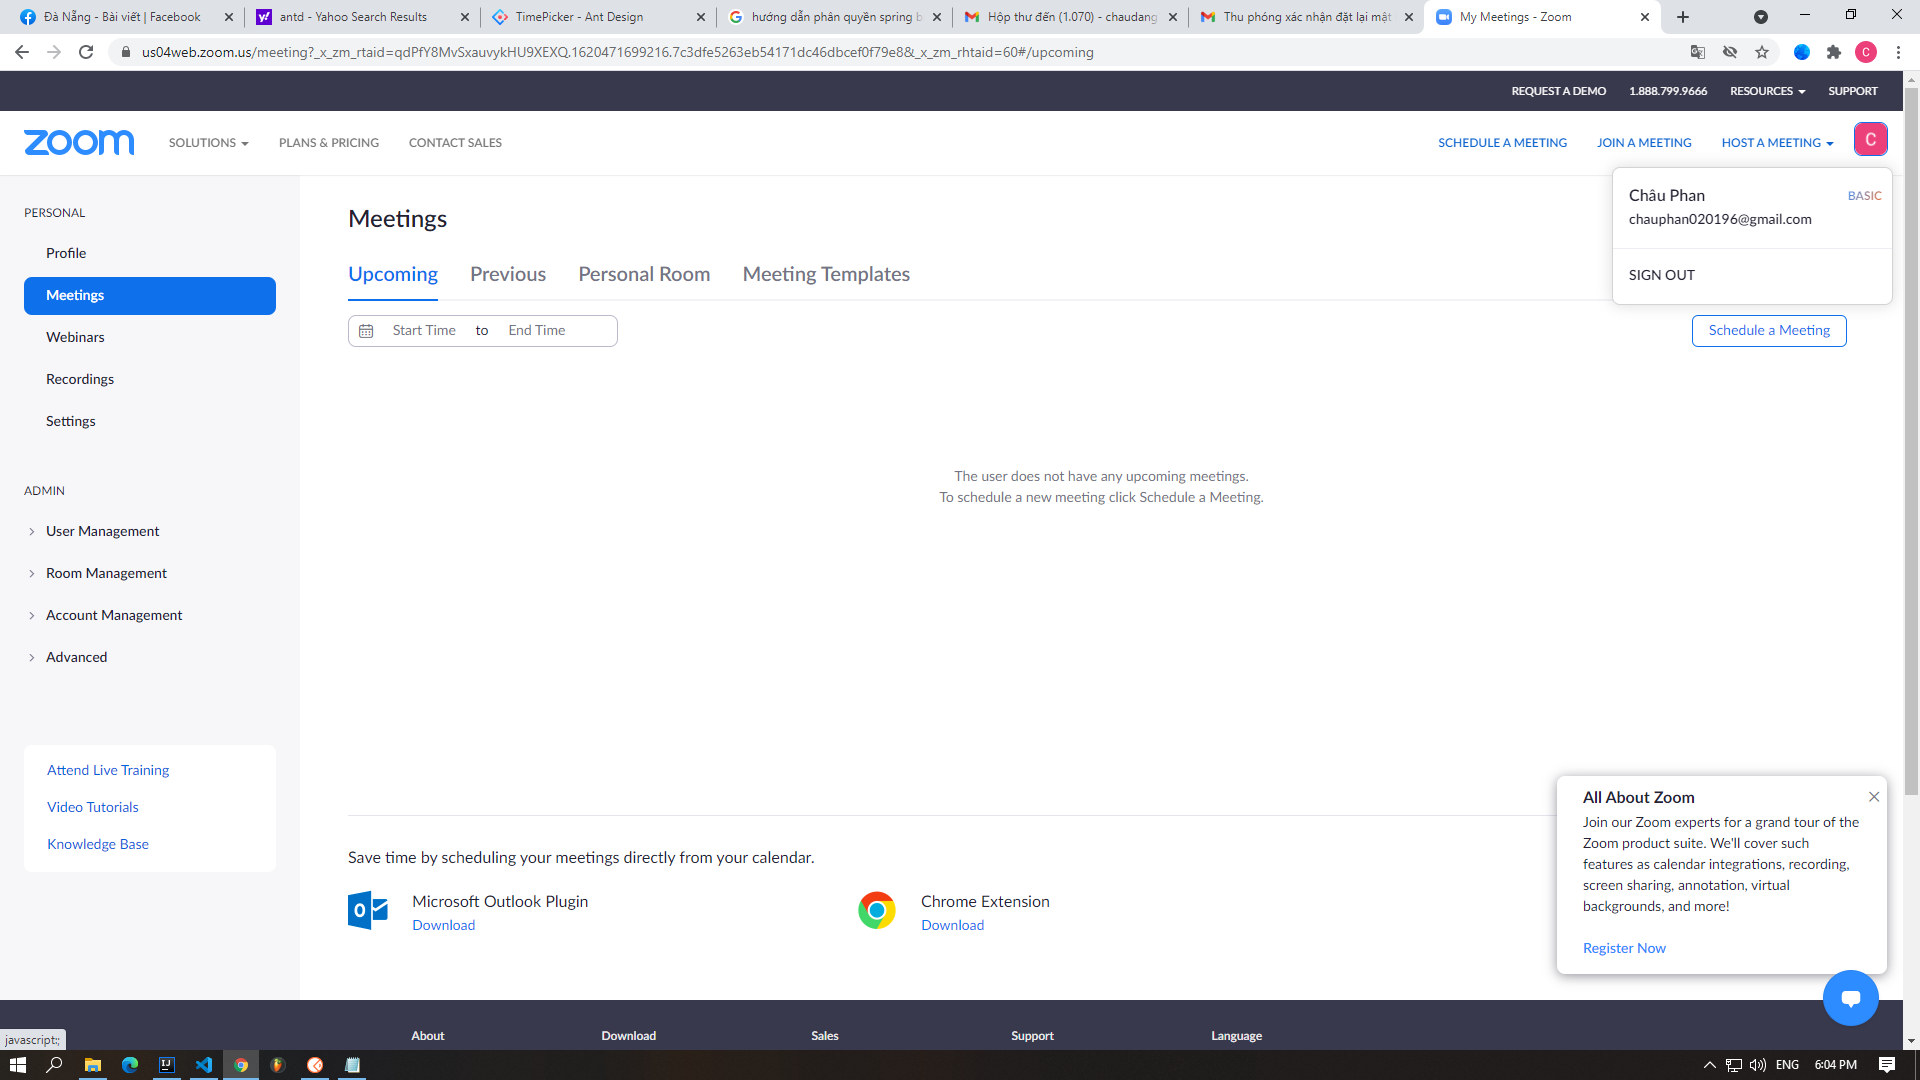 Đà Nẵng - Bài viết | Facebook
antd - Yahoo Search Results
TimePicker - Ant Design
hướng dẫn phân quyền spring b
Hộp thư đến (1.070) - chaudang
Thu phóng xác nhận đặt lại mật
My Meetings - Zoom
us04web.zoom.us/meeting?_x_zm_rtaid=qdPfY8MvSxauvykHU9XEXQ.1620471699216.7c3dfe5263eb54171dc46dbcef0f79e8&_x_zm_rhtaid=60#/upcoming
C
REQUEST A DEMO
1.888.799.9666
RESOURCES
SUPPORT
zoom
SOLUTIONS
PLANS & PRICING
CONTACT SALES
SCHEDULE A MEETING
JOIN A MEETING
HOST A MEETING
C
Châu Phan
BASIC
chauphan020196@gmail.com
SIGN OUT
PERSONAL
Profile
Meetings
Webinars
Recordings
Settings
ADMIN
User Management
Room Management
Account Management
Advanced
Attend Live Training
Video Tutorials
Knowledge Base
Meetings
Upcoming
Previous
Personal Room
Meeting Templates
Start Time to End Time
Schedule a Meeting
The user does not have any upcoming meetings.
To schedule a new meeting click Schedule a Meeting.
Save time by scheduling your meetings directly from your calendar.
Microsoft Outlook Plugin
Download
Chrome Extension
Download
All About Zoom
Join our Zoom experts for a grand tour of the
Zoom product suite. We'll cover such
features as calendar integrations, recording,
screen sharing, annotation, virtual
backgrounds, and more!
Register Now
About
Download
Sales
Support
Language
javascript:;
ENG
6:04 PM